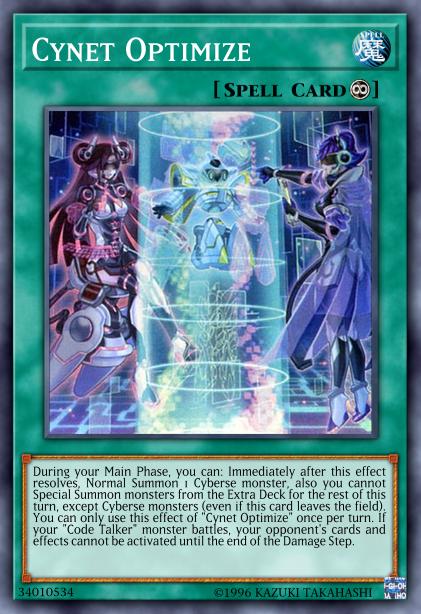 Cynet Optimize
SPELL
魔
[Spell Card]
During your Main Phase, you can: Immediately after this effect
resolves, Normal Summon 1 Cyberse monster, also you cannot
Special Summon monsters from the Extra Deck for the rest of this
turn, except Cyberse monsters (even if this card leaves the field).
You can only use this effect of "Cynet Optimize" once per turn. If
your "Code Talker" monster battles, your opponent's cards and
effects cannot be activated until the end of the Damage Step.
34010534
©1996 KAZUKI TAKAHASHI